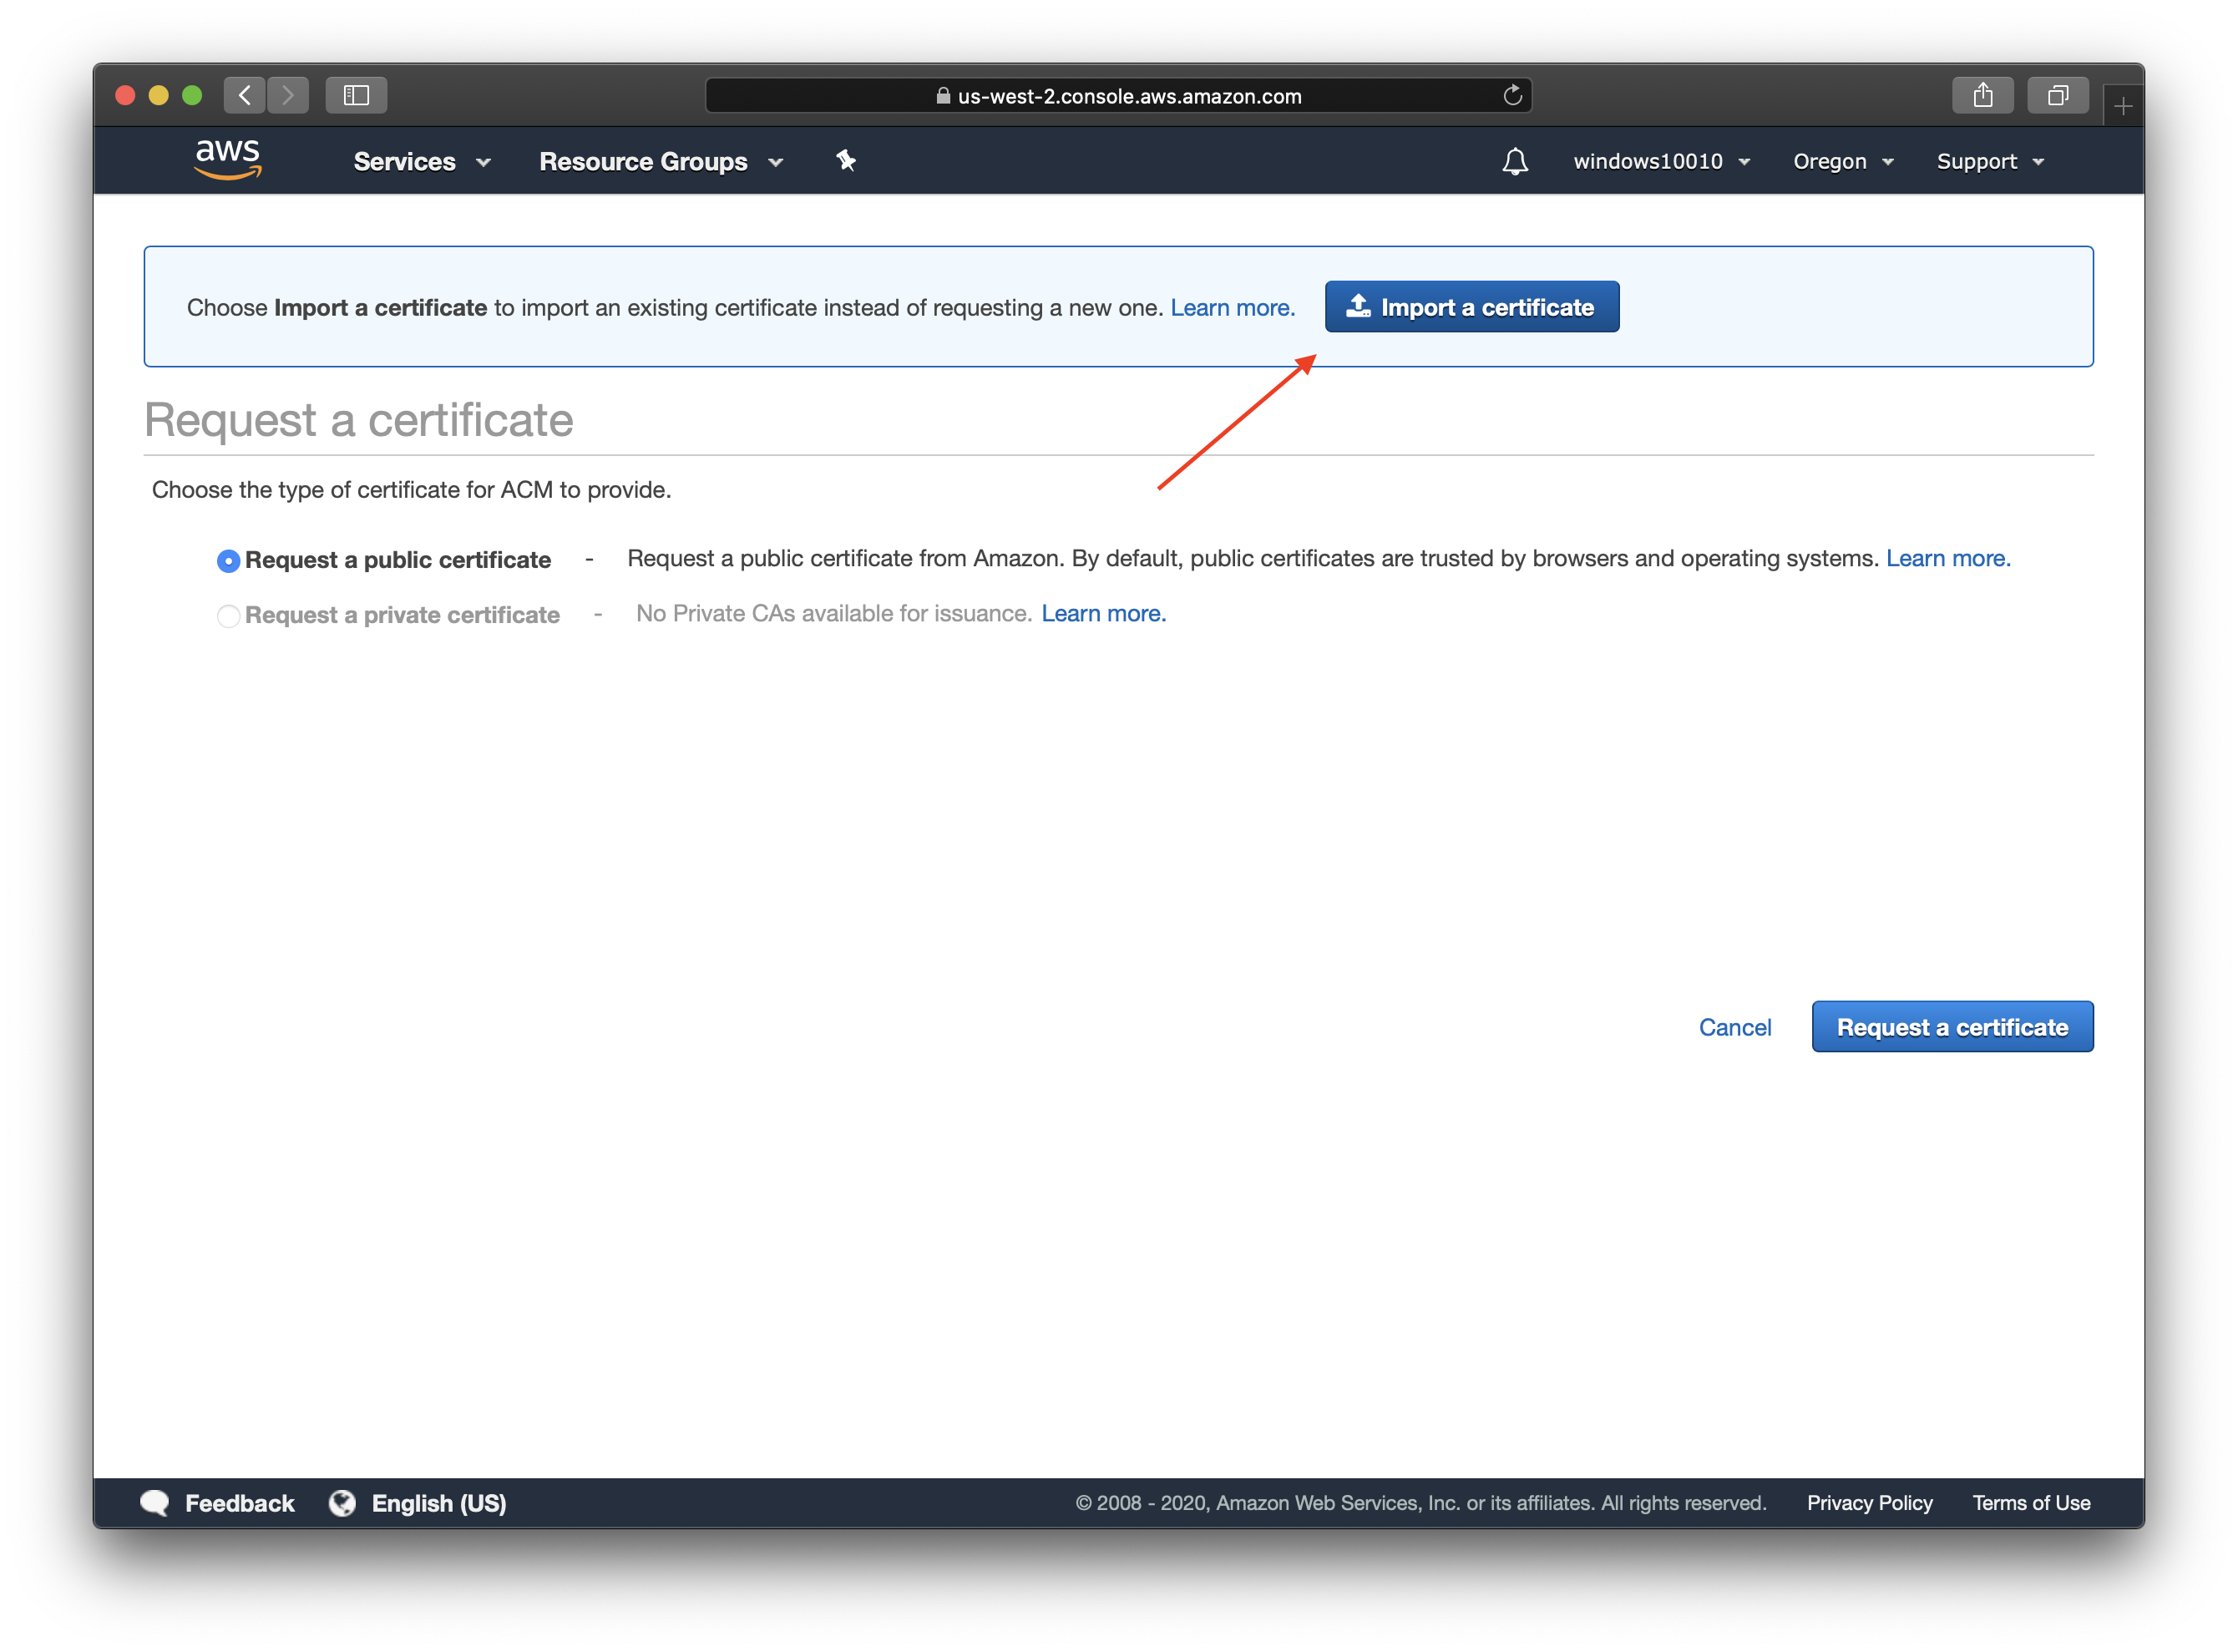 us-west-2.console.aws.amazon.com
aws Services Resource Groups windows10010 Oregon Support
Choose Import a certificate to import an existing certificate instead of requesting a new one. Learn more. Import a certificate
Request a certificate
Choose the type of certificate for ACM to provide.
Request a public certificate - Request a public certificate from Amazon. By default, public certificates are trusted by browsers and operating systems. Learn more.
Request a private certificate - No Private CAs available for issuance. Learn more.
Cancel Request a certificate
Feedback English (US) © 2008 - 2020, Amazon Web Services, Inc. or its affiliates. All rights reserved. Privacy Policy Terms of Use